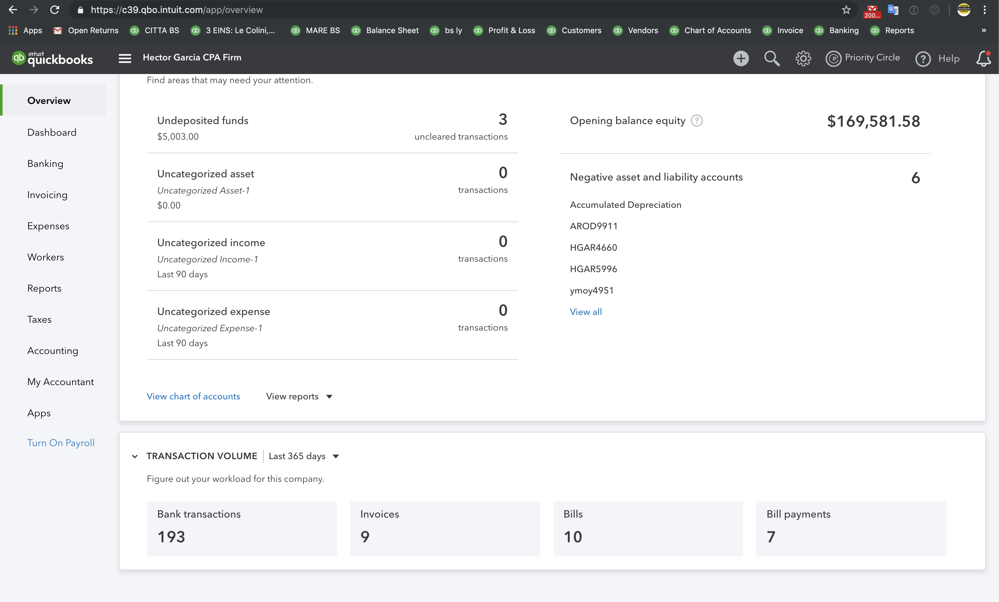 https://c39.qbo.intuit.com/app/overview
200...
Apps
Open Returns
CITTA BS
3 EINS: Le Colini,...
MARE BS
Balance Sheet
bs ly
Profit & Loss
Customers
Vendors
Chart of Accounts
Invoice
Banking
Reports
»
qb intuit quickbooks
Hector Garcia CPA Firm
Priority Circle
Help
Overview
Dashboard
Banking
Invoicing
Expenses
Workers
Reports
Taxes
Accounting
My Accountant
Apps
Turn On Payroll
Find areas that may need your attention.
Undeposited funds
3
$5,003.00
uncleared transactions
Uncategorized asset
0
Uncategorized Asset-1
transactions
$0.00
Uncategorized income
0
Uncategorized Income-1
transactions
Last 90 days
Uncategorized expense
0
Uncategorized Expense-1
transactions
Last 90 days
Opening balance equity ?
$169,581.58
Negative asset and liability accounts
6
Accumulated Depreciation
AROD9911
HGAR4660
HGAR5996
ymoy4951
View all
View chart of accounts
View reports
TRANSACTION VOLUME
Last 365 days
Figure out your workload for this company.
Bank transactions
193
Invoices
9
Bills
10
Bill payments
7